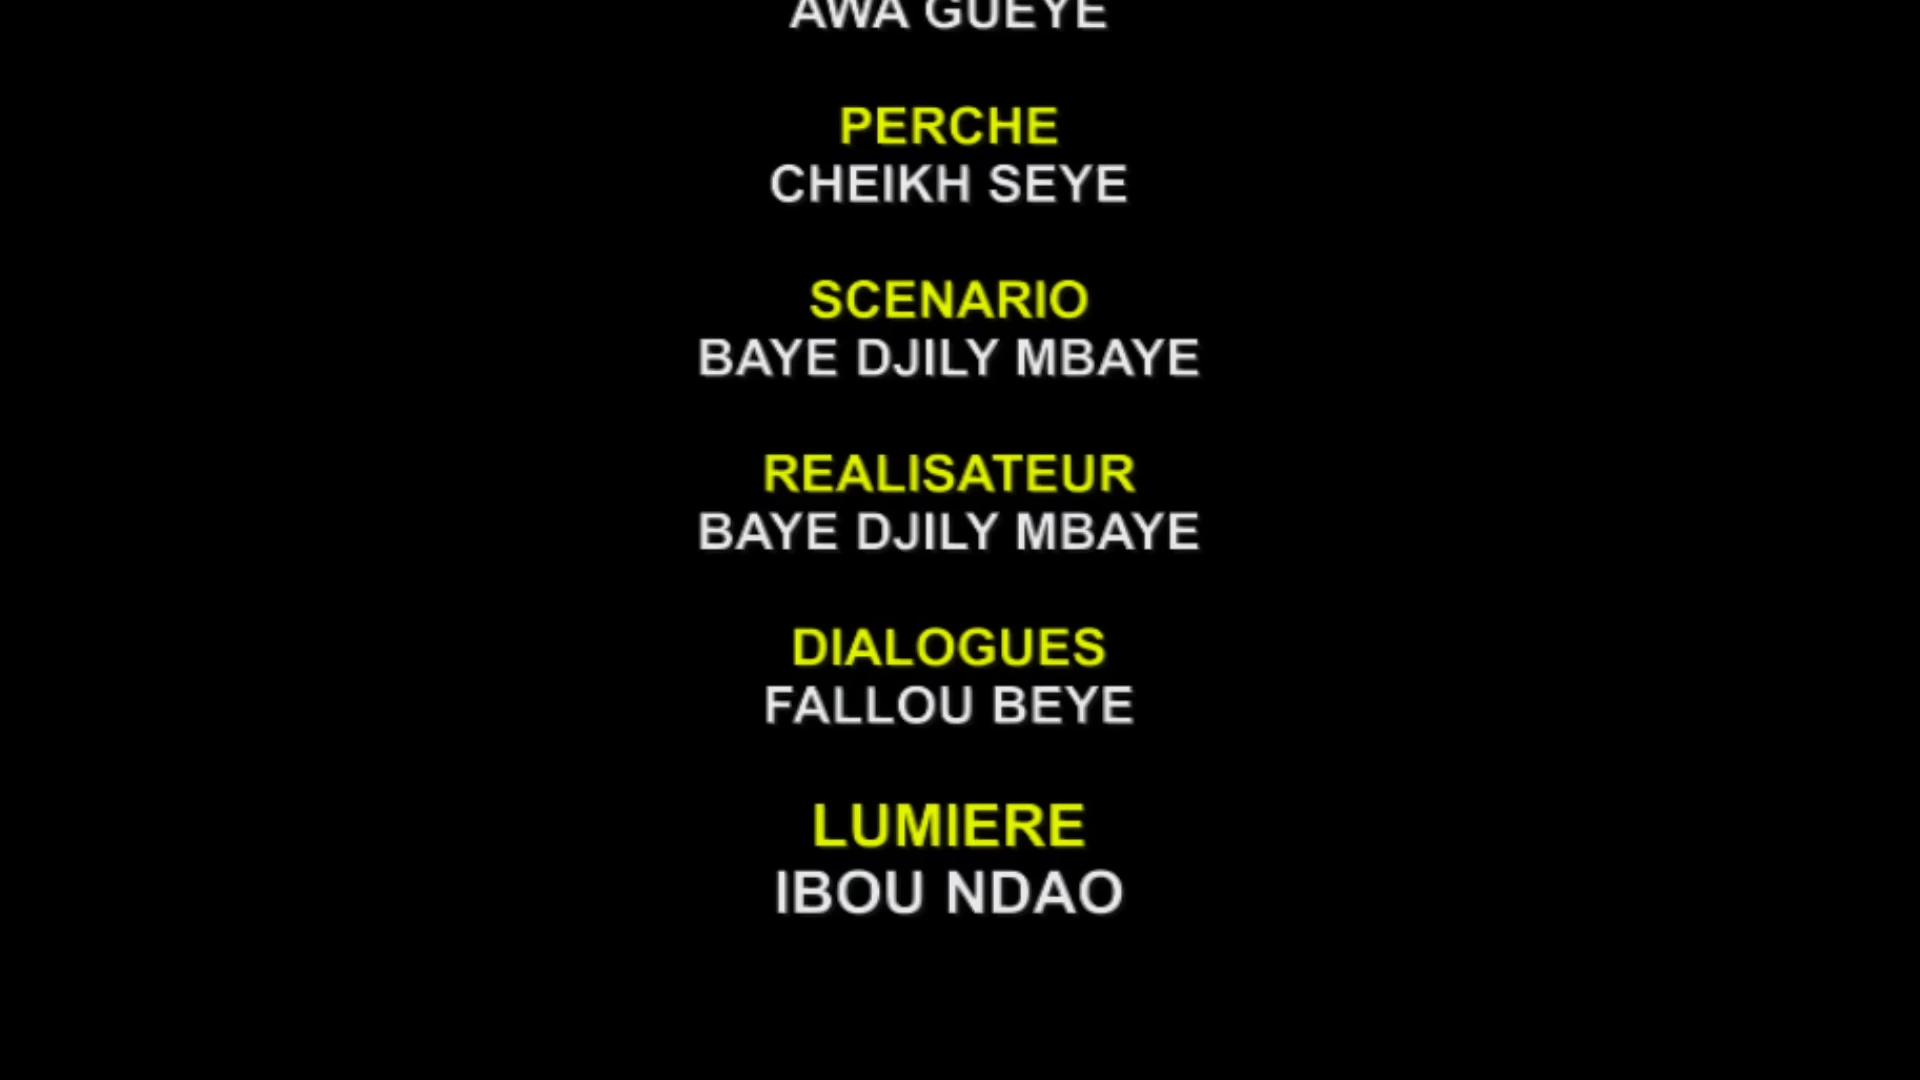 AWA GUEYE
PERCHE
CHEIKH SEYE
SCENARIO
BAYE DJILY MBAYE
REALISATEUR
BAYE DJILY MBAYE
DIALOGUES
FALLOU BEYE
LUMIERE
IBOU NDAO